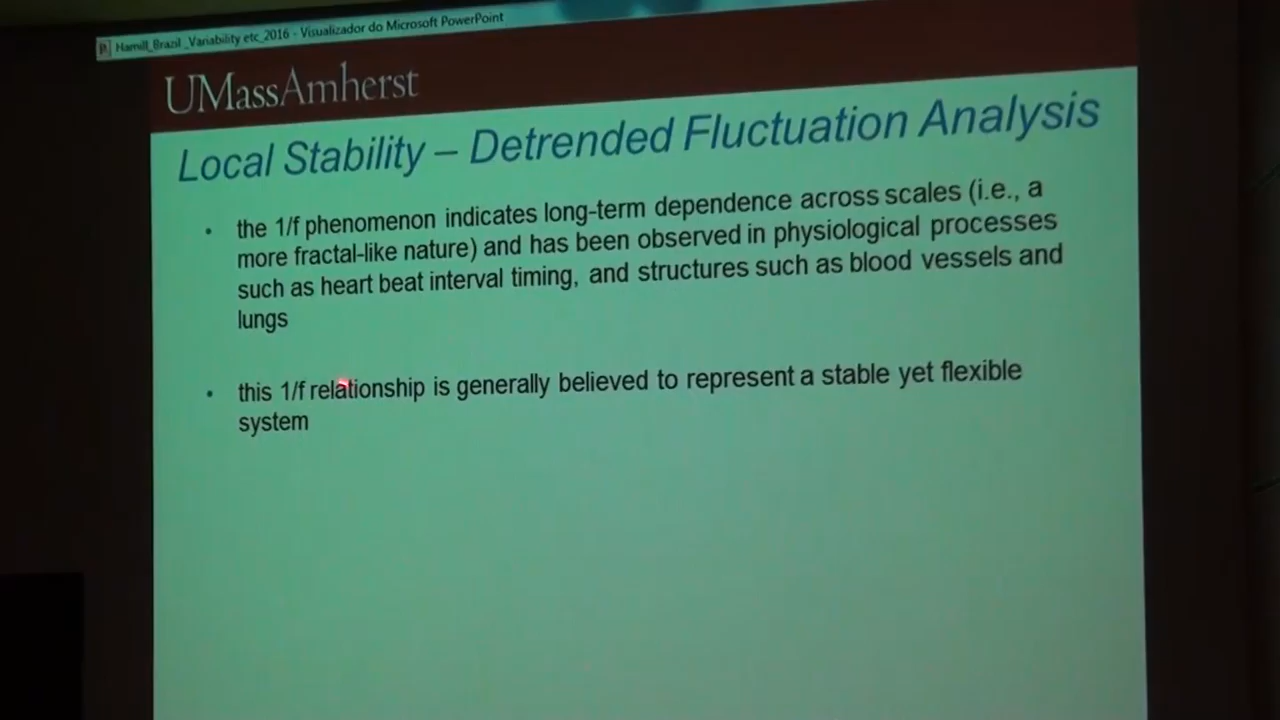 Hamill_Brazil _Variability etc_2016 - Visualizador do Microsoft PowerPoint
UMassAmherst
Local Stability – Detrended Fluctuation Analysis
• the 1/f phenomenon indicates long-term dependence across scales (i.e., a
more fractal-like nature) and has been observed in physiological processes
such as heart beat interval timing, and structures such as blood vessels and
lungs
• this 1/f relationship is generally believed to represent a stable yet flexible
system